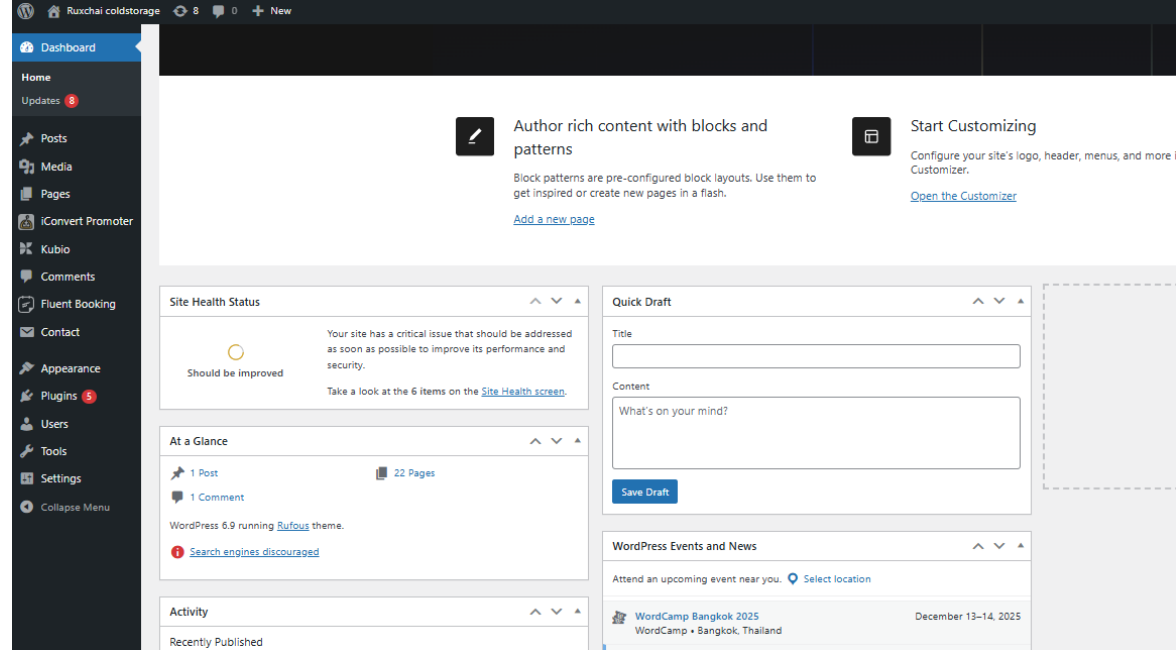 Ruxchai coldstorage 8 0 New
Dashboard
Home
Updates 8
Posts
Media
Pages
iConvert Promoter
Kubio
Comments
Fluent Booking
Contact
Appearance
Plugins 5
Users
Tools
Settings
Collapse Menu
Author rich content with blocks and
patterns
Block patterns are pre-configured block layouts. Use them to
get inspired or create new pages in a flash.
Add a new page
Start Customizing
Configure your site's logo, header, menus, and more i
Customizer.
Open the Customizer
Site Health Status
Should be improved
Your site has a critical issue that should be addressed
as soon as possible to improve its performance and
security.
Take a look at the 6 items on the Site Health screen.
At a Glance
1 Post
22 Pages
1 Comment
WordPress 6.9 running Rufous theme.
Search engines discouraged
Activity
Recently Published
Quick Draft
Title
Content
What's on your mind?
Save Draft
WordPress Events and News
Attend an upcoming event near you. Select location
WordCamp Bangkok 2025 December 13–14, 2025
WordCamp • Bangkok, Thailand